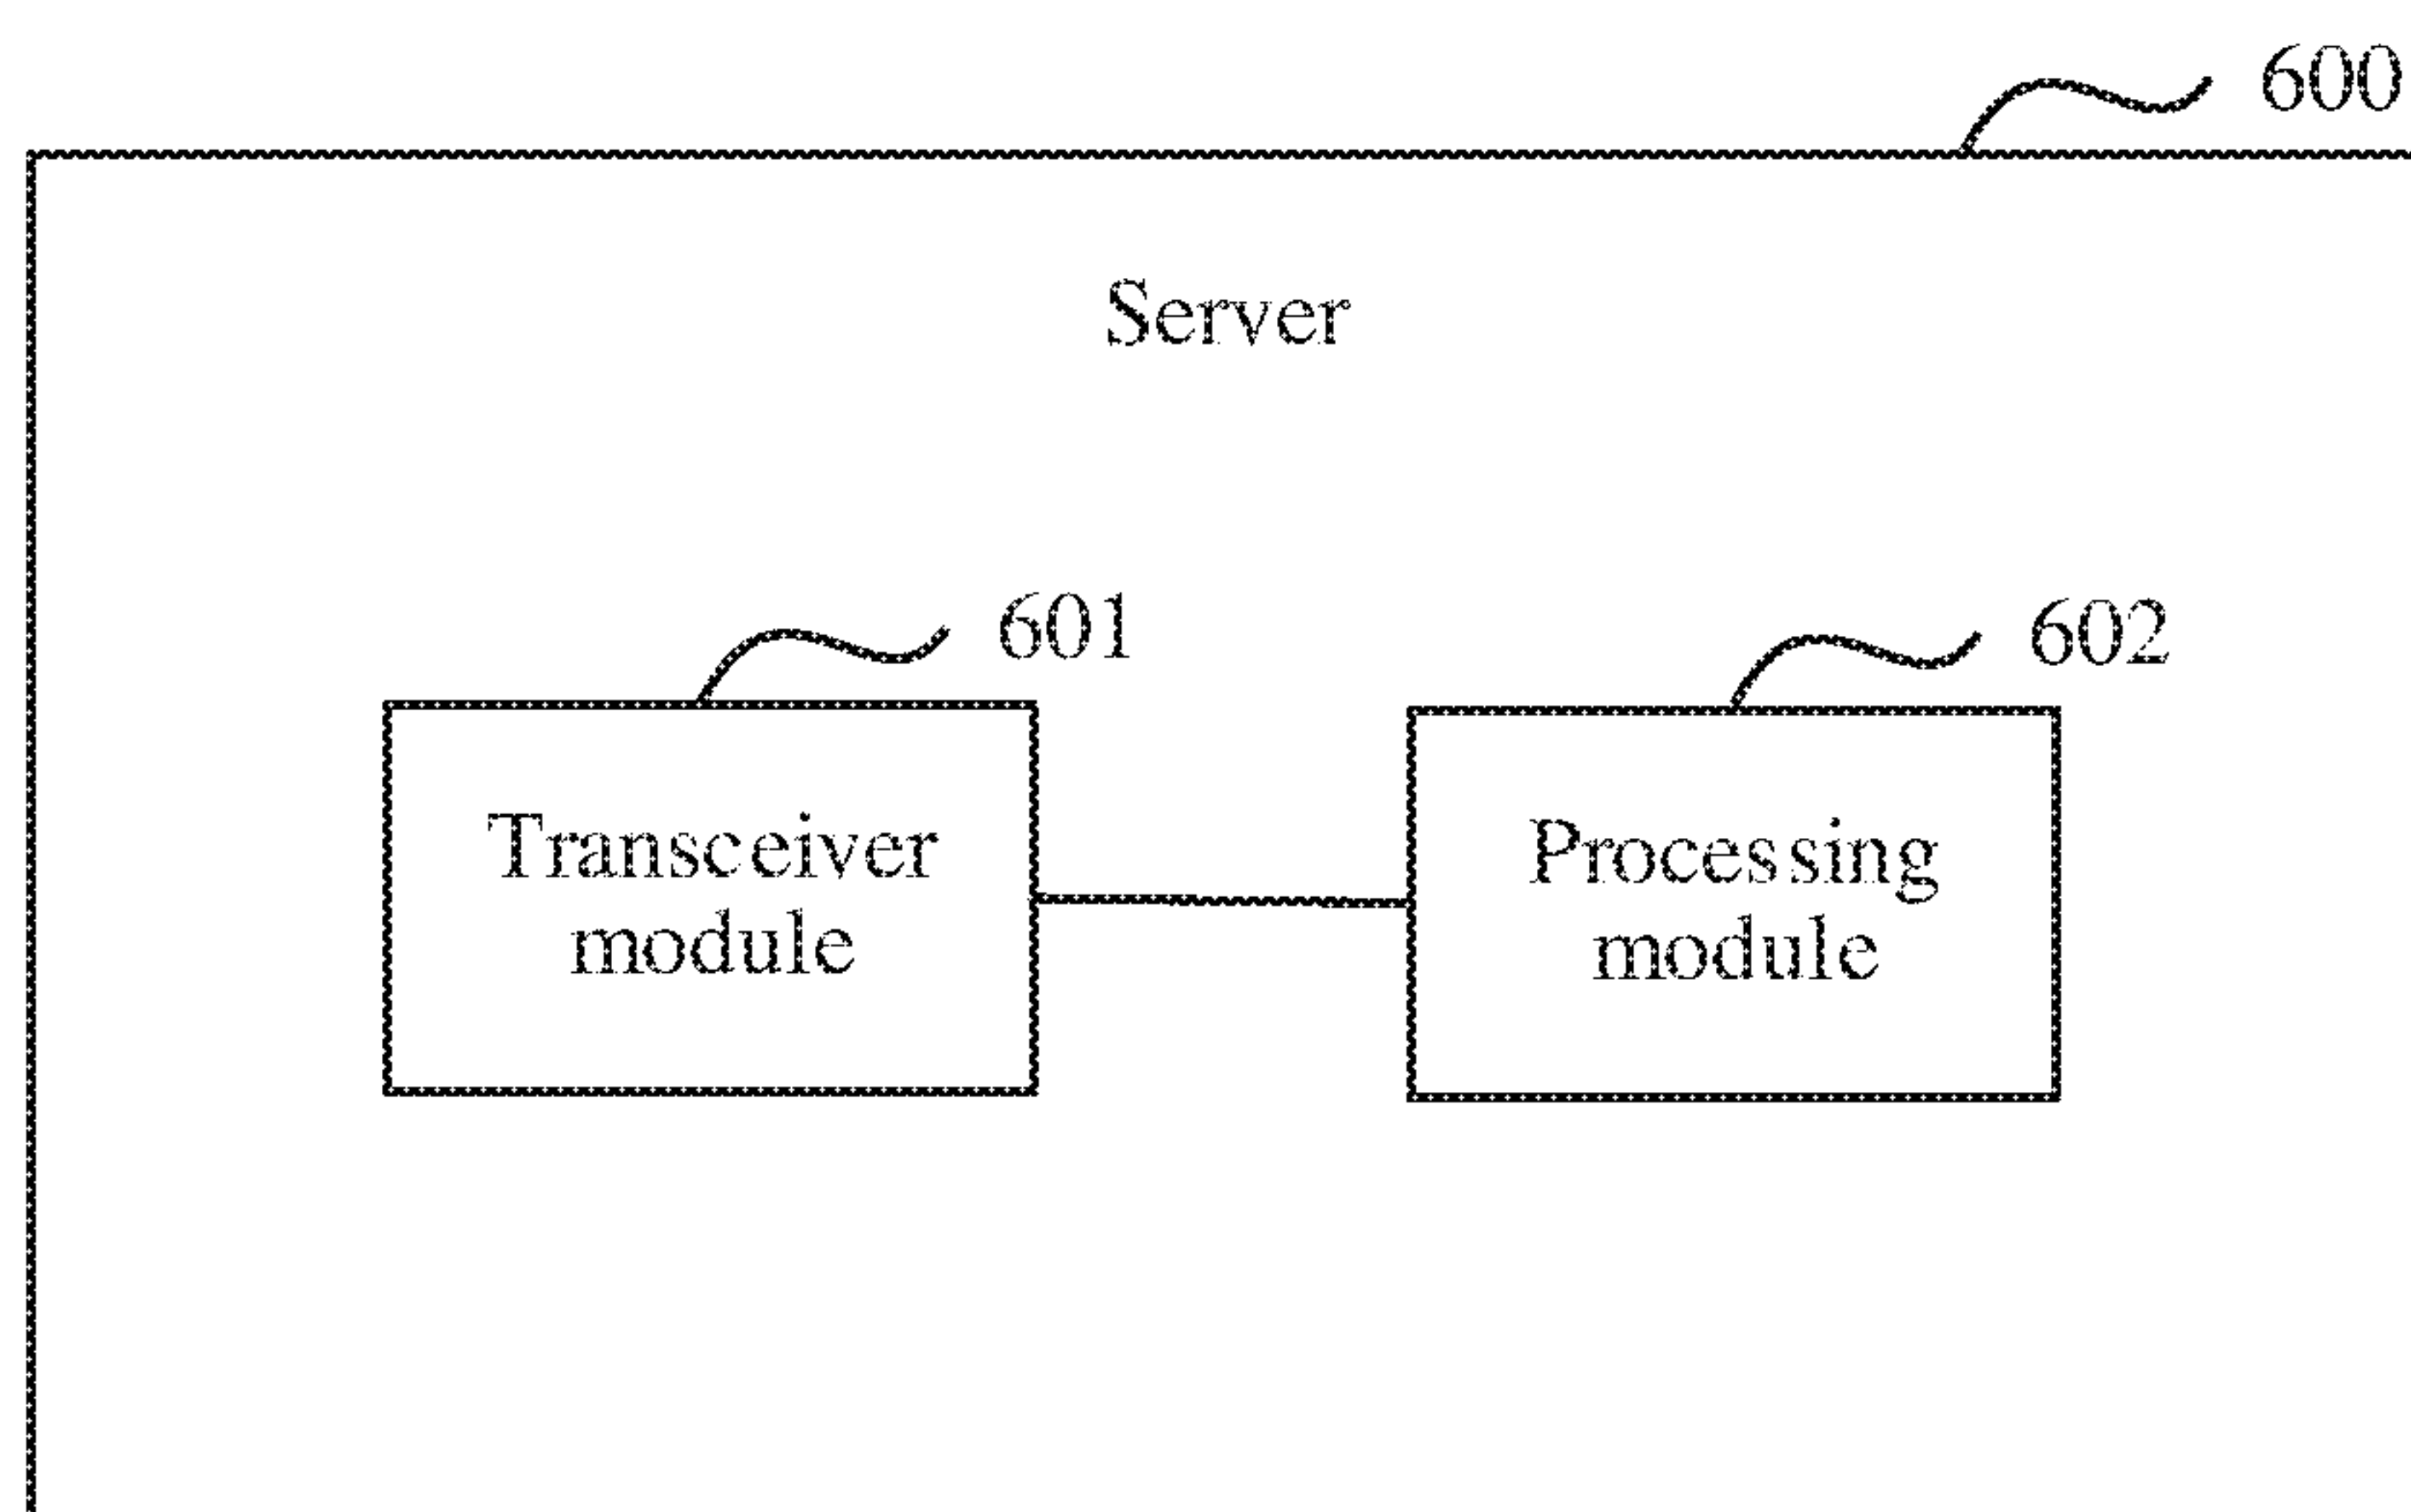 600
Server
601
602
Transceiver
module
Processing
module